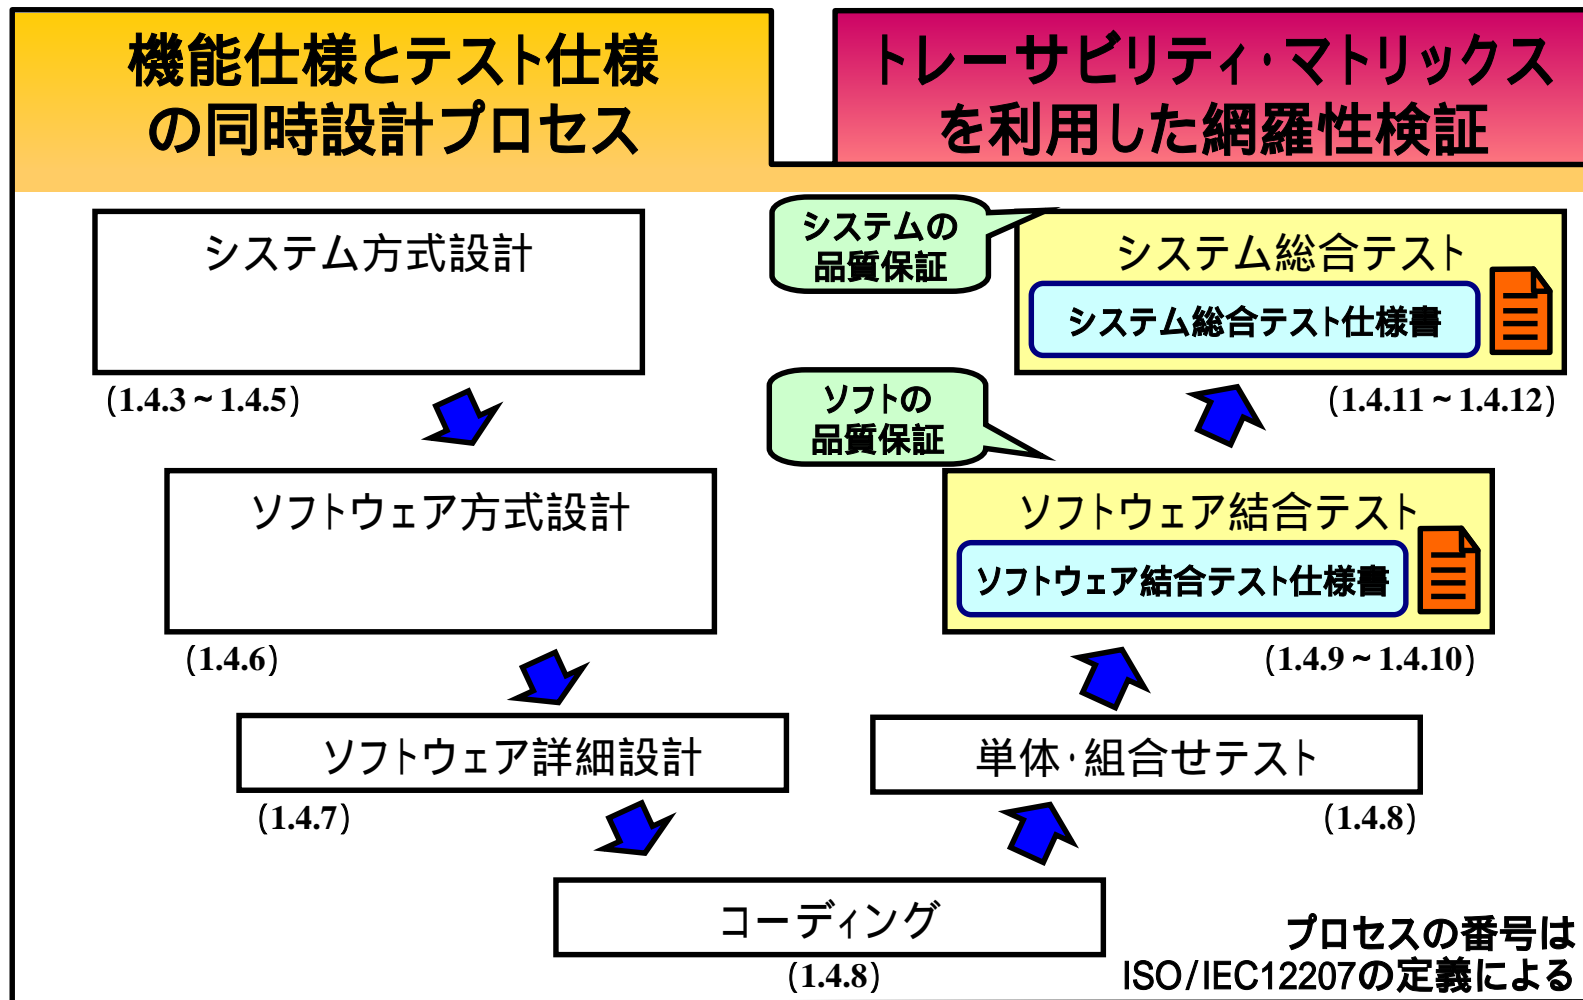 機能仕様とテスト仕様
の同時設計プロセス
トレーサビリティ・マトリックス
を利用した網羅性検証
システム方式設計
(1.4.3～1.4.5)
システムの
品質保証
システム総合テスト
システム総合テスト仕様書
(1.4.11～1.4.12)
ソフトの
品質保証
ソフトウェア方式設計
(1.4.6)
ソフトウェア結合テスト
ソフトウェア結合テスト仕様書
(1.4.9～1.4.10)
ソフトウェア詳細設計
(1.4.7)
単体・組合せテスト
(1.4.8)
コーディング
(1.4.8)
プロセスの番号は
ISO/IEC12207の定義による